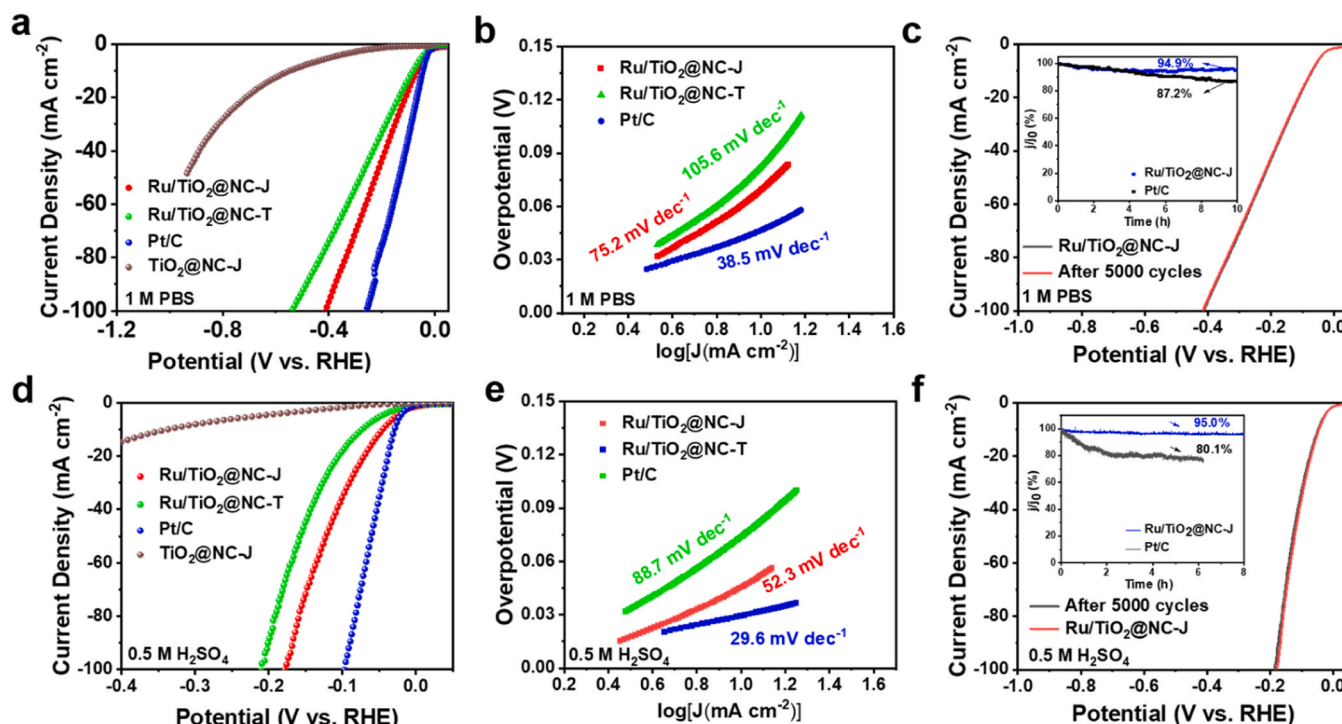 a
Current Density (mA cm-2)
0
-20
-40
-60
-80
-100
Ru/TiO2@NC-J
Ru/TiO2@NC-T
Pt/C
TiO2@NC-J
1 M PBS
-1.2
-0.8
-0.4
0.0
Potential (V vs. RHE)
b
Overpotential (V)
0.15
0.12
0.09
0.06
0.03
0.00
Ru/TiO2@NC-J
Ru/TiO2@NC-T
Pt/C
105.6 mV dec-1
75.2 mV dec-1
38.5 mV dec-1
0.2
0.4
0.6
0.8
1.0
1.2
1.4
1.6
log[J(mA cm-2)]
c
Current Density (mA cm-2)
0
-20
-40
-60
-80
-100
j/j0 (%)
100
80
60
40
20
0
94.9%
87.2%
Ru/TiO2@NC-J
Pt/C
0
2
4
6
8
10
Time (h)
Ru/TiO2@NC-J
After 5000 cycles
1 M PBS
-1.0
-0.8
-0.6
-0.4
-0.2
0.0
Potential (V vs. RHE)
d
Current Density (mA cm-2)
0
-20
-40
-60
-80
-100
Ru/TiO2@NC-J
Ru/TiO2@NC-T
Pt/C
TiO2@NC-J
0.5 M H2SO4
-0.4
-0.3
-0.2
-0.1
0.0
Potential (V vs. RHE)
e
Overpotential (V)
0.15
0.12
0.09
0.06
0.03
0.00
Ru/TiO2@NC-J
Ru/TiO2@NC-T
Pt/C
88.7 mV dec-1
52.3 mV dec-1
29.6 mV dec-1
0.5 M H2SO4
0.2
0.4
0.6
0.8
1.0
1.2
1.4
1.6
log[J(mA cm-2)]
f
Current Density (mA cm-2)
0
-20
-40
-60
-80
-100
j/j0 (%)
100
80
60
40
20
0
95.0%
80.1%
Ru/TiO2@NC-J
Pt/C
0
2
4
6
8
Time (h)
After 5000 cycles
Ru/TiO2@NC-J
0.5 M H2SO4
-1.0
-0.8
-0.6
-0.4
-0.2
0.0
Potential (V vs. RHE)